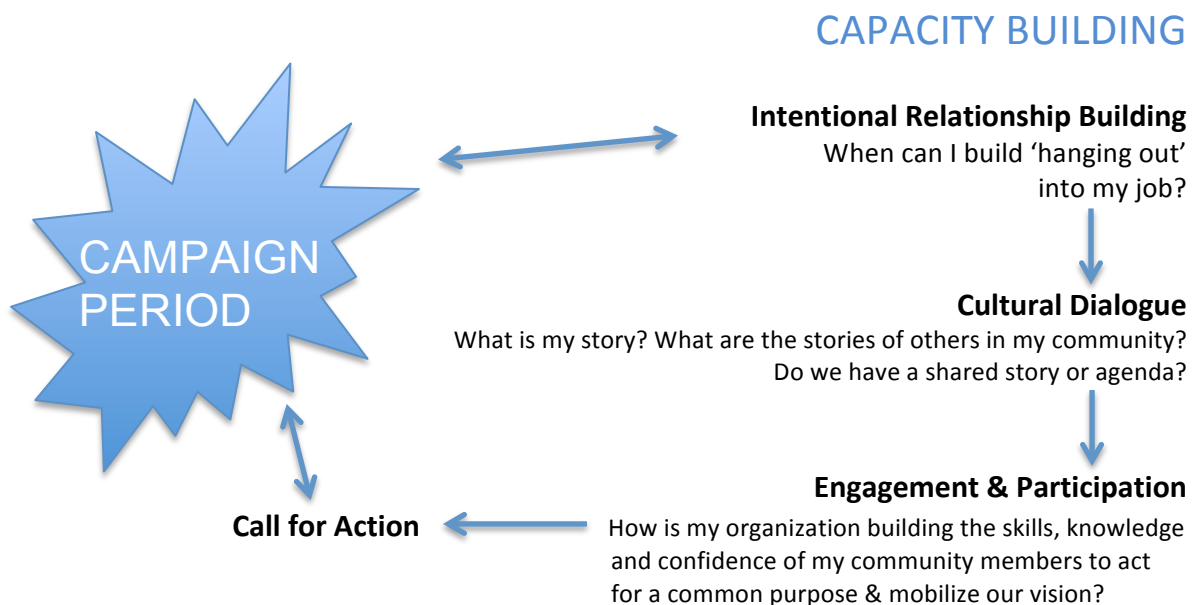 CAPACITY BUILDING
Intentional Relationship Building
When can I build ‘hanging out’
into my job?
CAMPAIGN
PERIOD
Cultural Dialogue
What is my story? What are the stories of others in my community?
Do we have a shared story or agenda?
Engagement & Participation
How is my organization building the skills, knowledge
and confidence of my community members to act
for a common purpose & mobilize our vision?
Call for Action